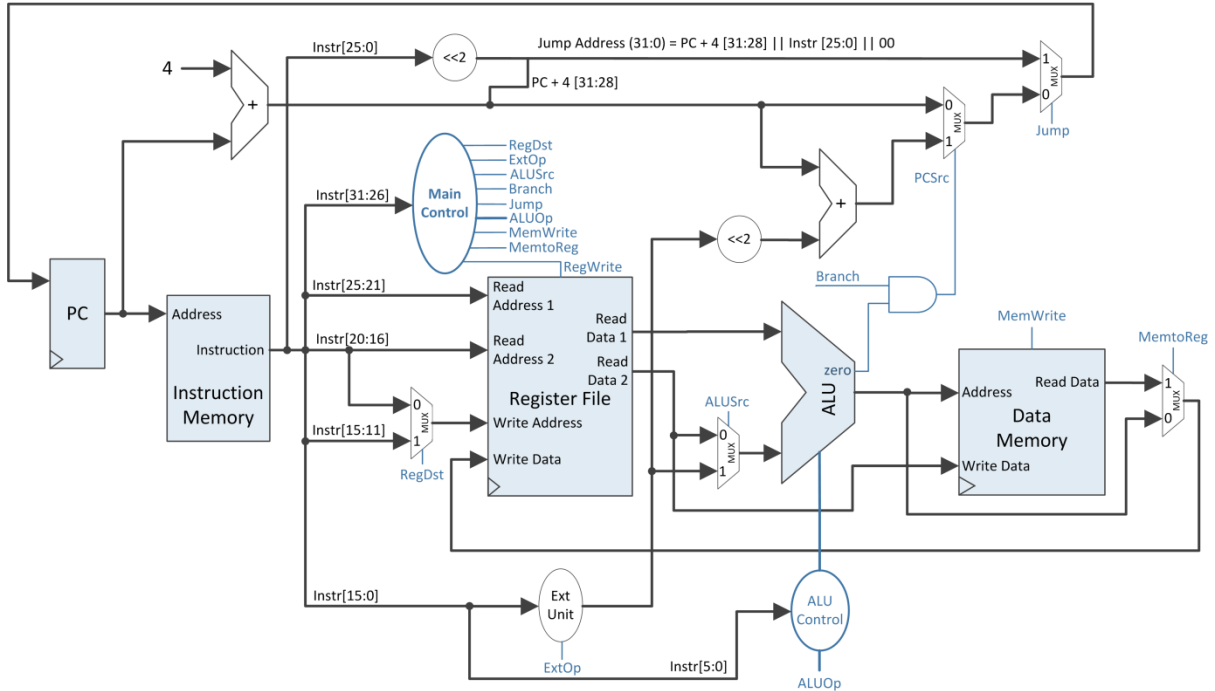 Instr[25:0]
<<2
Jump Address (31:0) = PC + 4 [31:28] || Instr [25:0] || 00
1
MUX
0
Jump
4
+
PC + 4 [31:28]
0
MUX
1
PCSrc
Main
Control
RegDst
ExtOp
ALUSrc
Branch
Jump
ALUOp
MemWrite
MemtoReg
RegWrite
Instr[31:26]
+
<<2
PC
Address
Instruction
Instruction
Memory
Instr[25:21]
Instr[20:16]
Instr[15:11]
0
MUX
1
RegDst
Read
Address 1
Read
Address 2
Read
Data 1
Read
Data 2
Register File
Write Address
Write Data
ALUSrc
0
MUX
1
Branch
zero
ALU
MemWrite
Address
Read Data
Data
Memory
Write Data
MemtoReg
1
MUX
0
Instr[15:0]
Ext
Unit
ExtOp
Instr[5:0]
ALU
Control
ALUOp